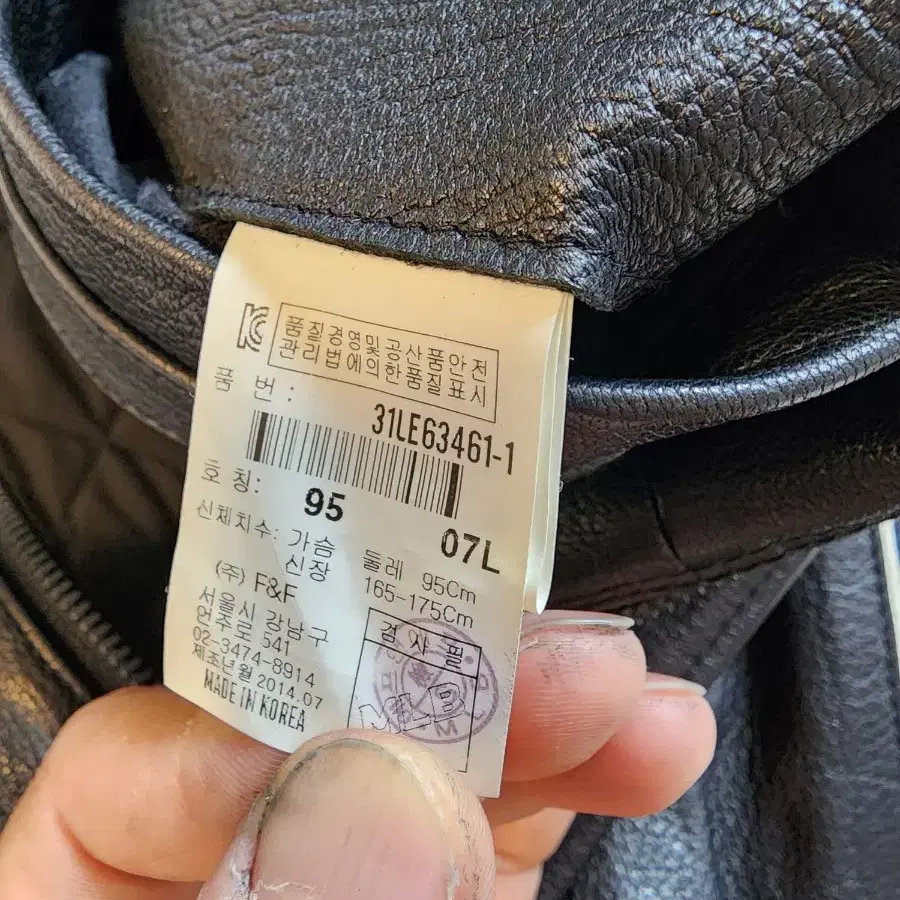 품질경영및공산품안전
관리법에의한품질표시
품 번 :
31LE63461-1
호칭:
95
07L
신체치수: 가슴 둘레 95Cm
신장 165-175Cm
(주) F&F
서울시 강남구
언주로 541
02-3474-8914
제조년월 2014.07
MADE IN KOREA
검 사 필
MLB